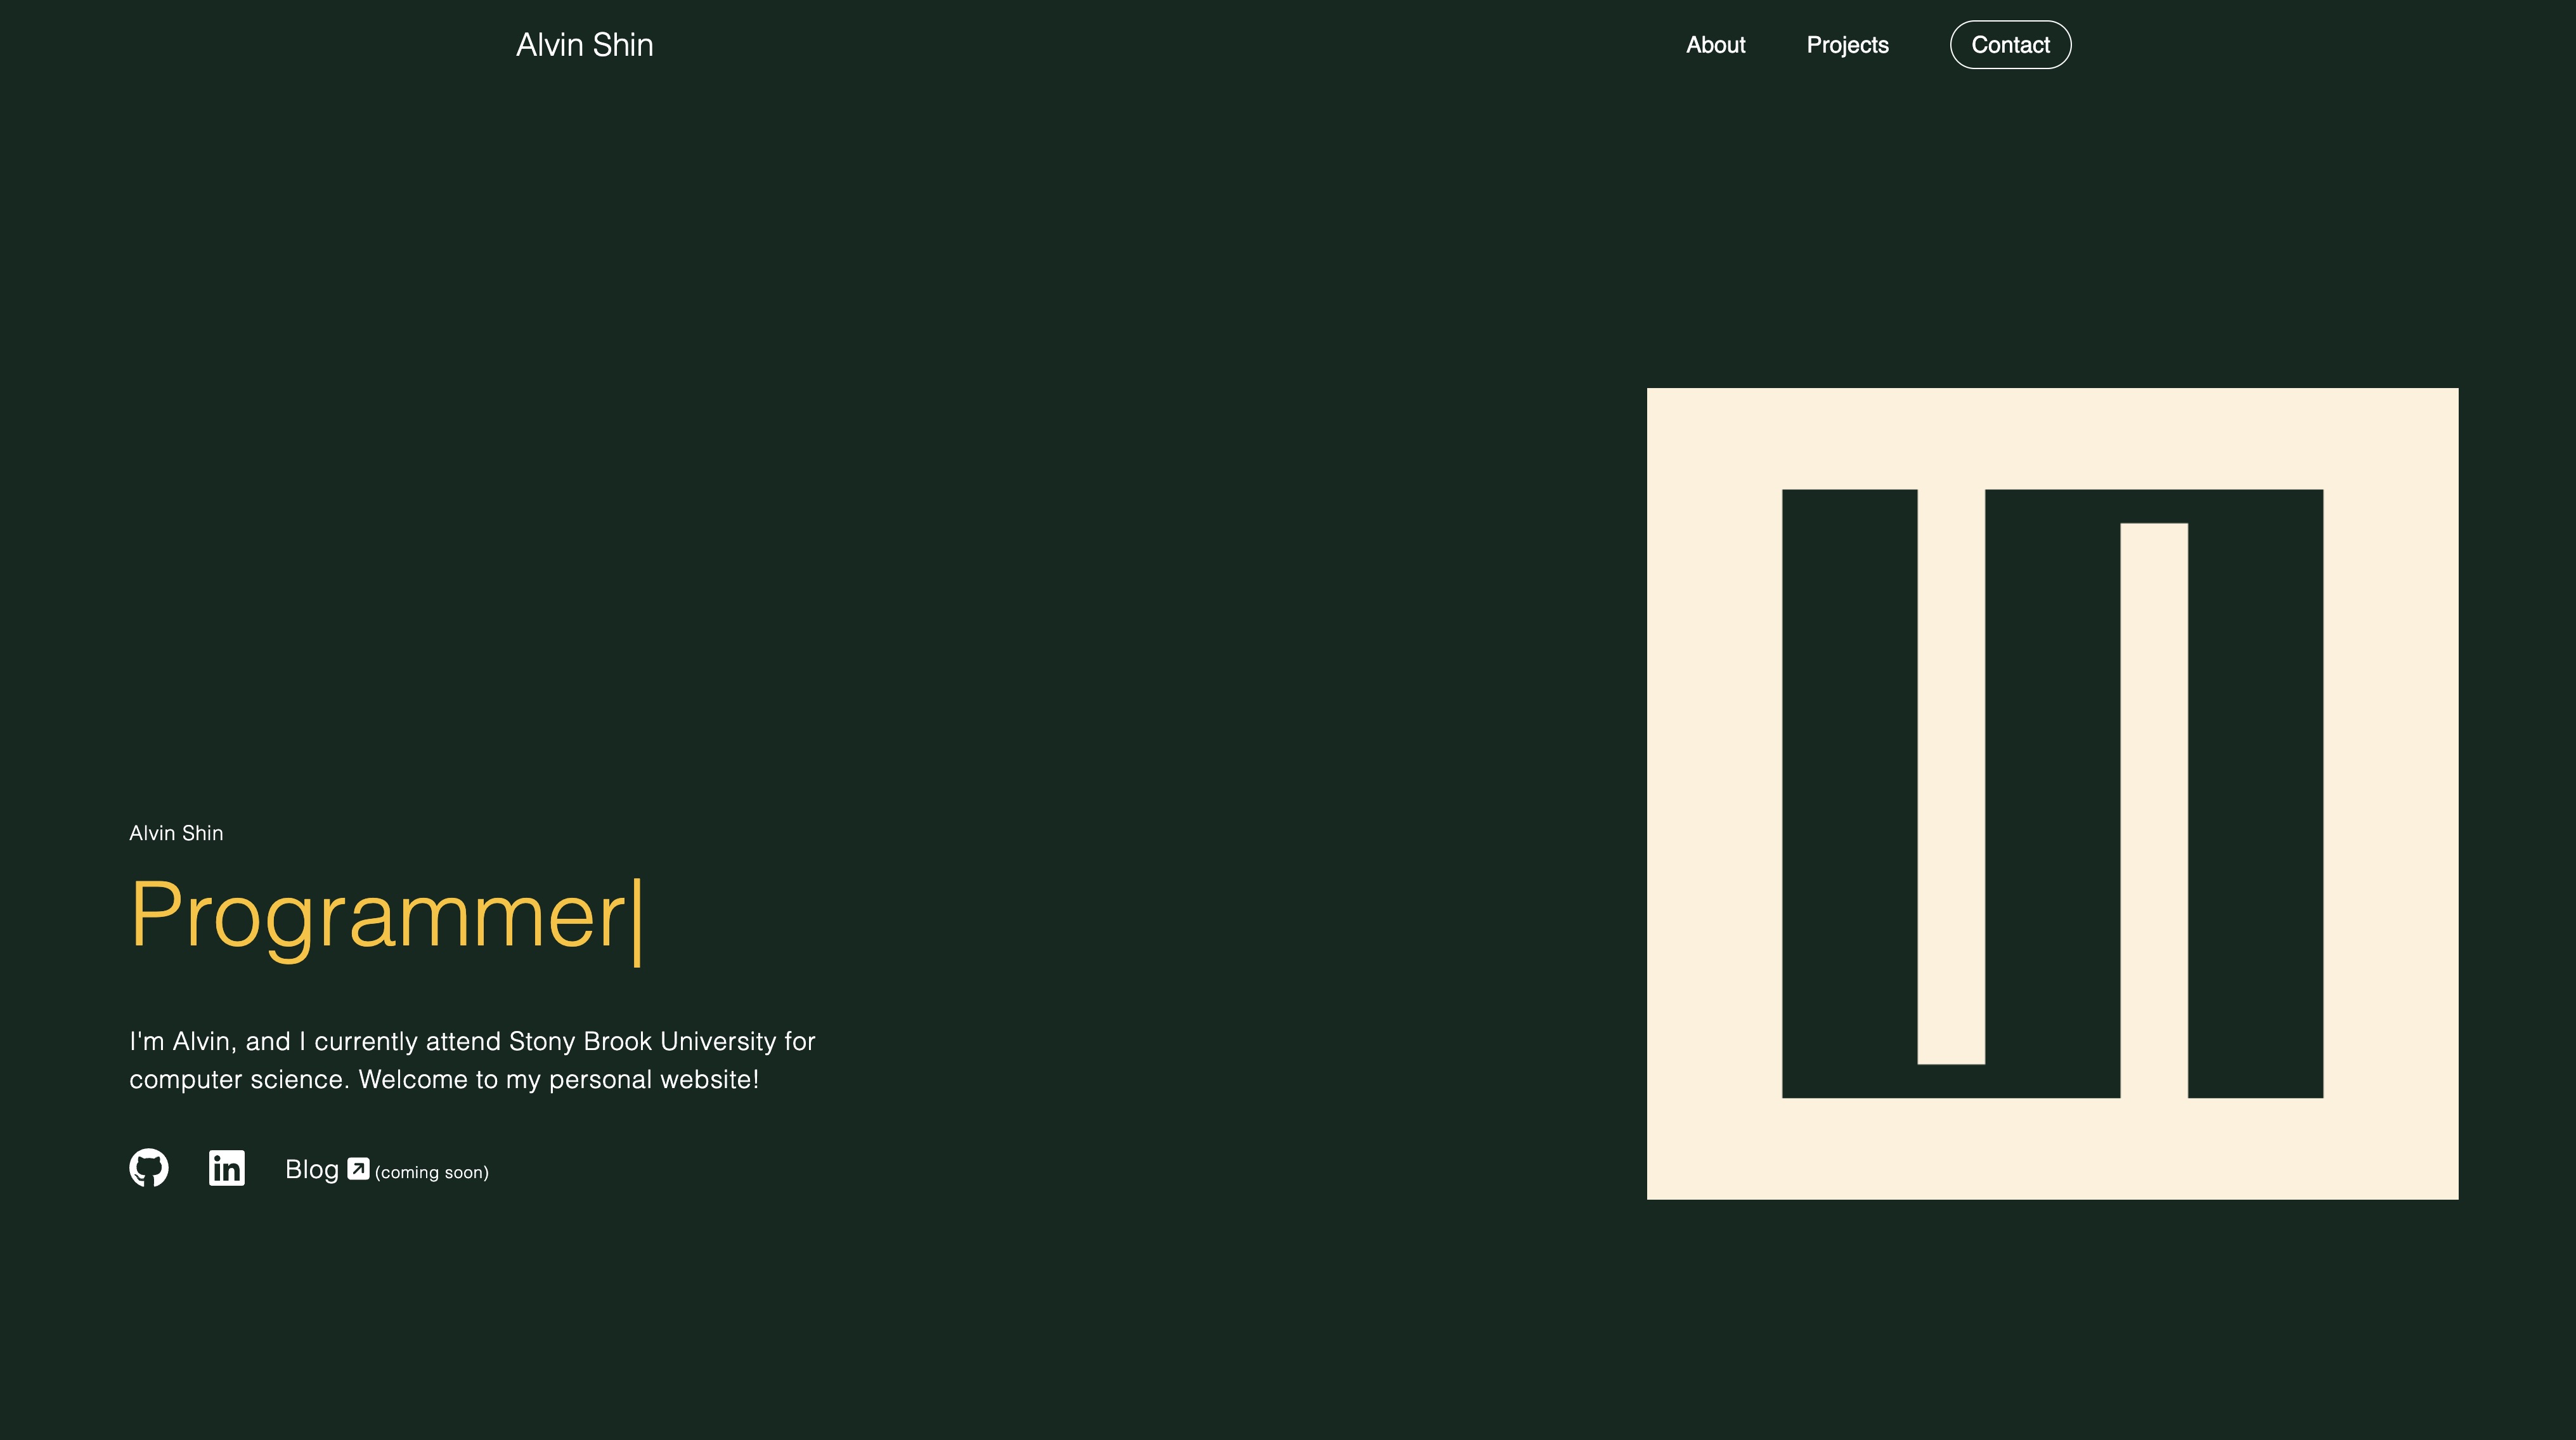 Alvin Shin
About
Projects
Contact
Alvin Shin
Programmer|
I'm Alvin, and I currently attend Stony Brook University for
computer science. Welcome to my personal website!
Blog (coming soon)